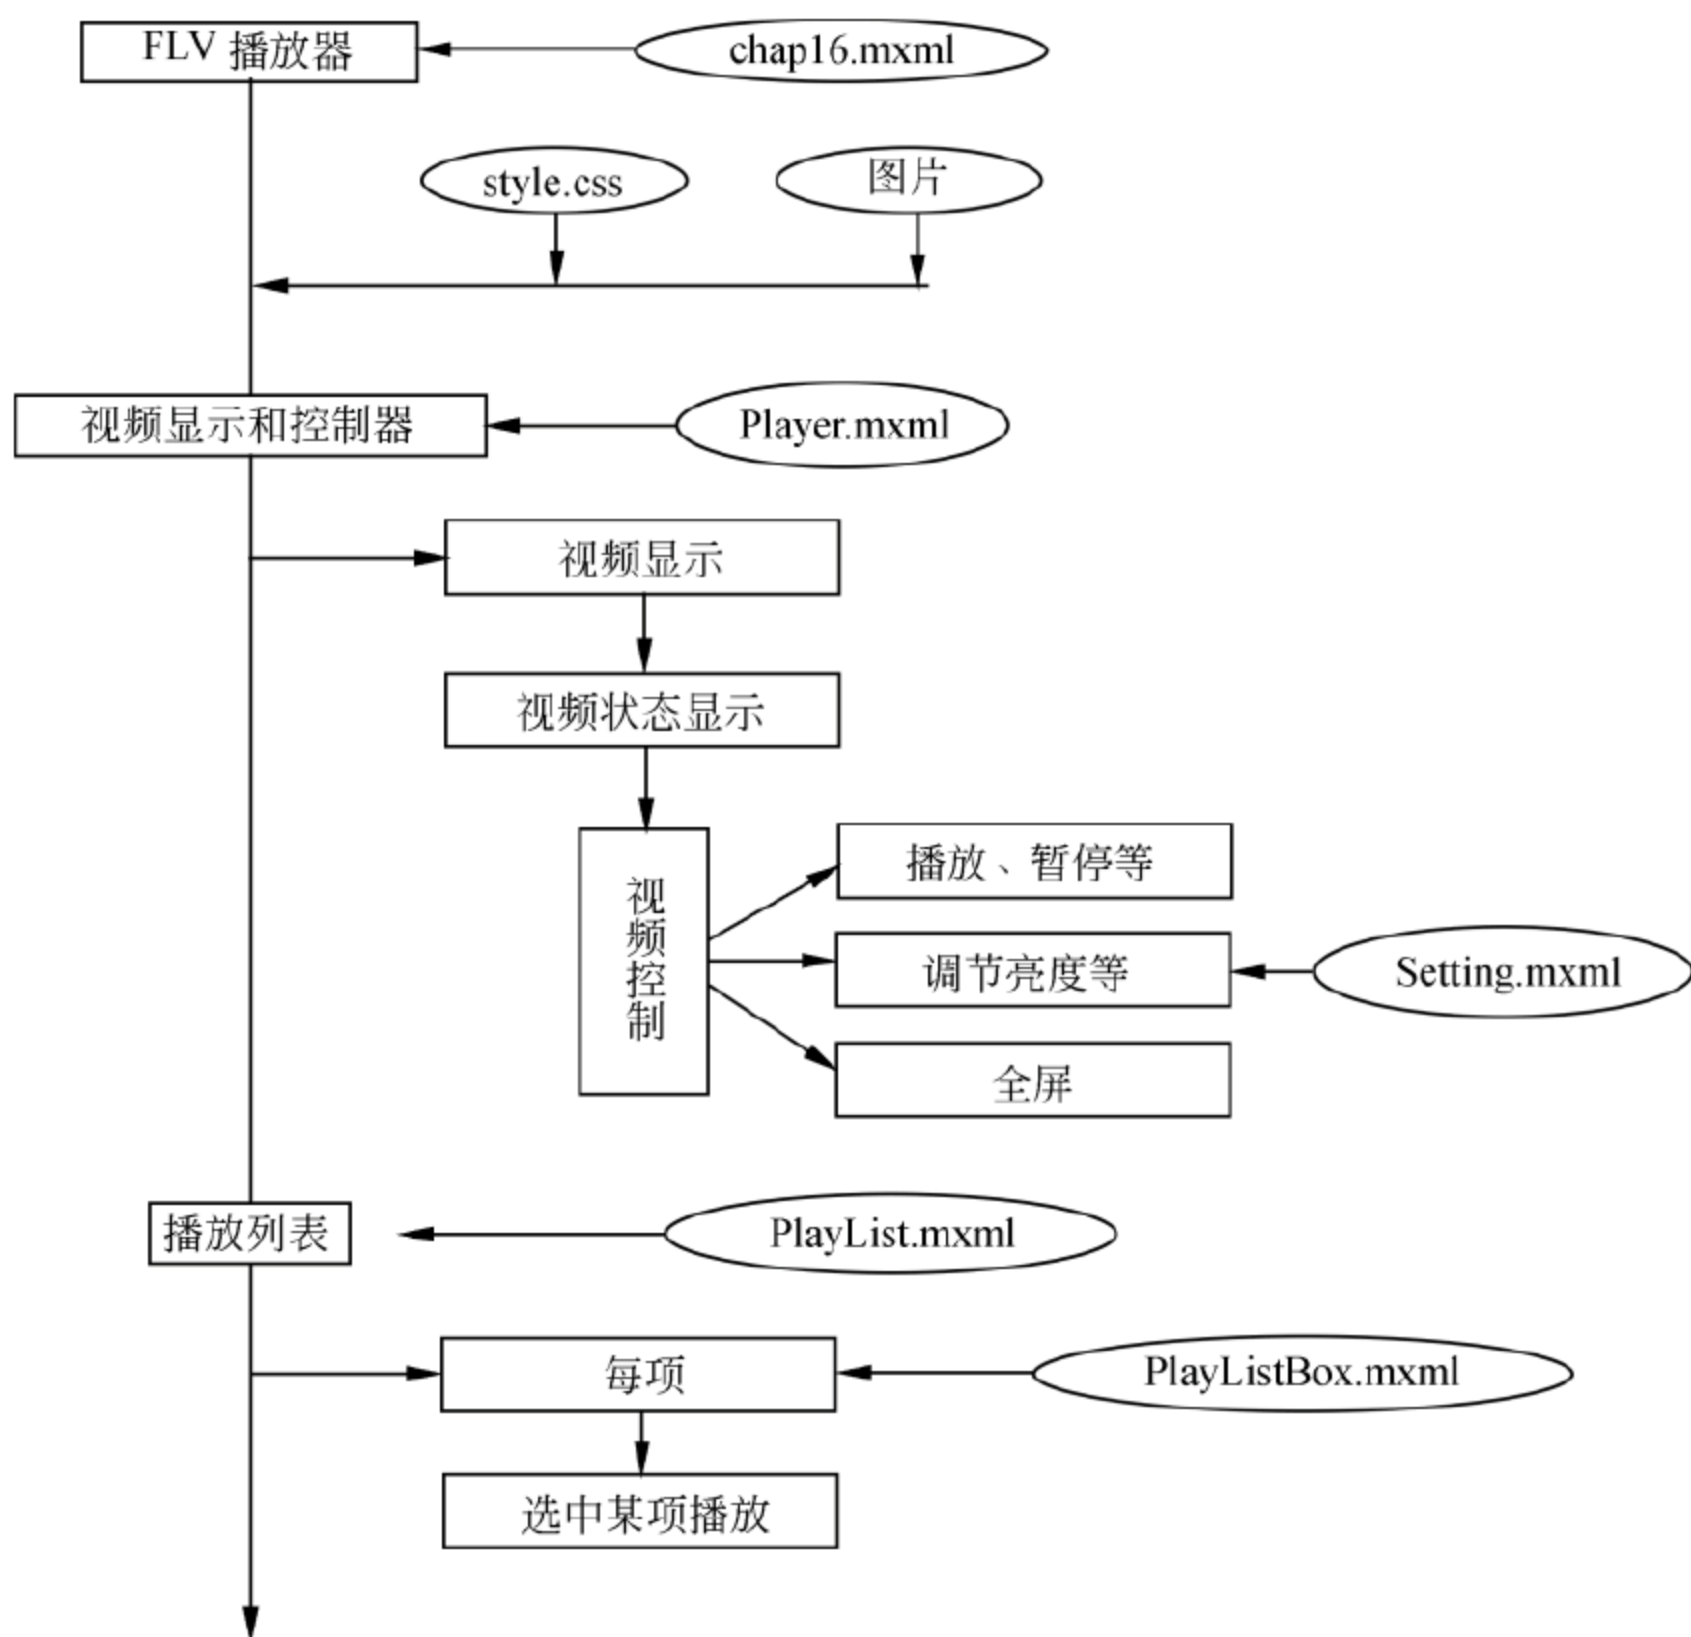 FLV 播放器
chap16.mxml
style.css
图片
视频显示和控制器
Player.mxml
视频显示
视频状态显示
视频控制
播放、暂停等
调节亮度等
Setting.mxml
全屏
播放列表
PlayList.mxml
每项
PlayListBox.mxml
选中某项播放